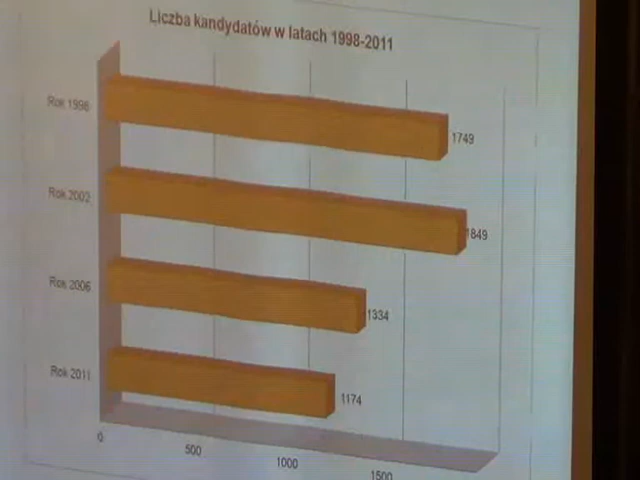 Liczba kandydatów w latach 1998-2011
Rok 1998
1749
Rok 2002
1849
Rok 2006
1334
Rok 2011
1174
0
500
1000
1500